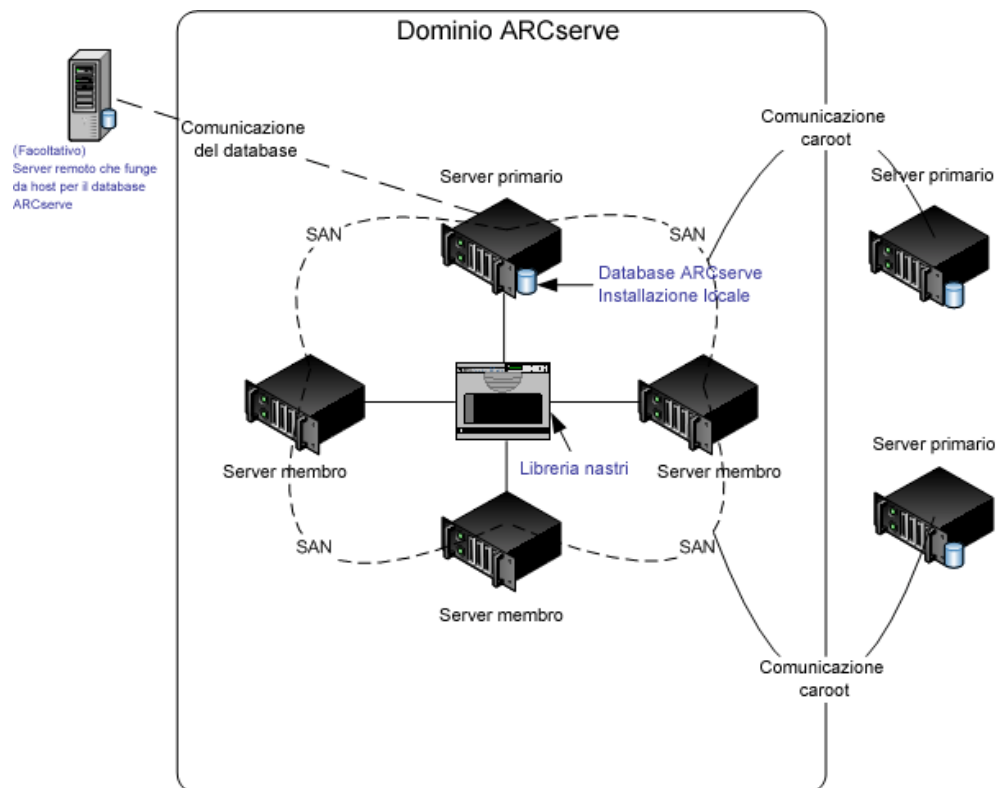 Dominio ARCserve
Comunicazione
del database
(Facoltativo)
Server remoto che funge
da host per il database
ARCserve
Comunicazione
caroot
Server primario
Server primario
SAN
SAN
Database ARCserve
Installazione locale
Server membro
Libreria nastri
Server membro
Server primario
SAN
SAN
Server membro
Comunicazione
caroot